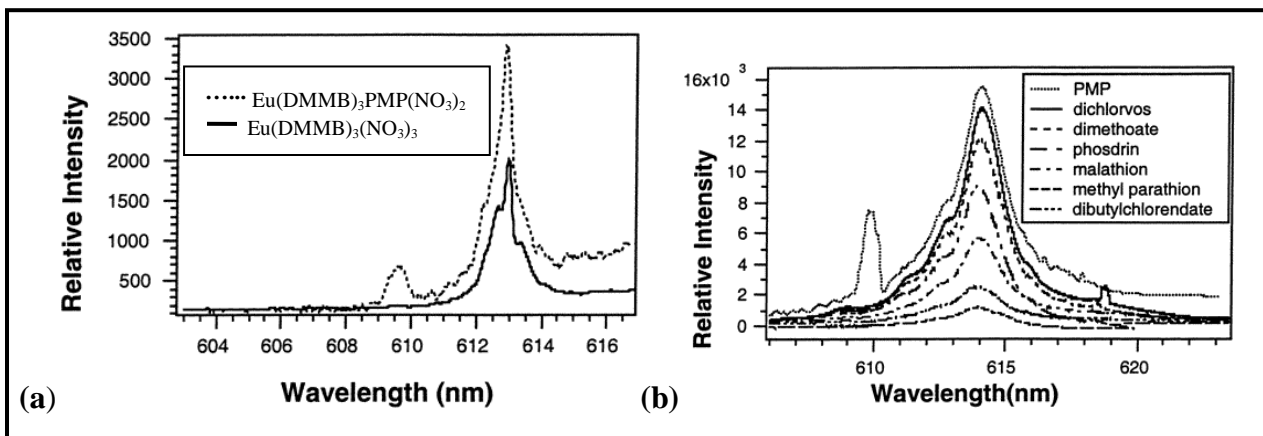 3500
3000
2500
2000
1500
1000
500
Relative Intensity
Eu(DMMB)₃PMP(NO₃)₂
Eu(DMMB)₃(NO₃)₃
604 606 608 610 612 614 616
Wavelength (nm)
(a)
16x10 3
14
12
10
8
6
4
2
0
Relative Intensity
PMP
dichlorvos
dimethoate
phosdrin
malathion
methyl parathion
dibutylchlorendate
610 615 620
Wavelength(nm)
(b)